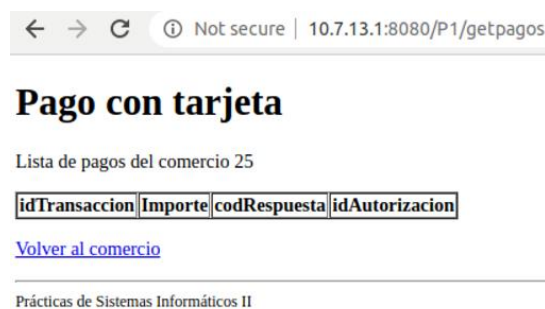 Not secure | 10.7.13.1:8080/P1/getpagos
Pago con tarjeta
Lista de pagos del comercio 25
idTransaccion Importe codRespuesta idAutorizacion
Volver al comercio
Prácticas de Sistemas Informáticos II